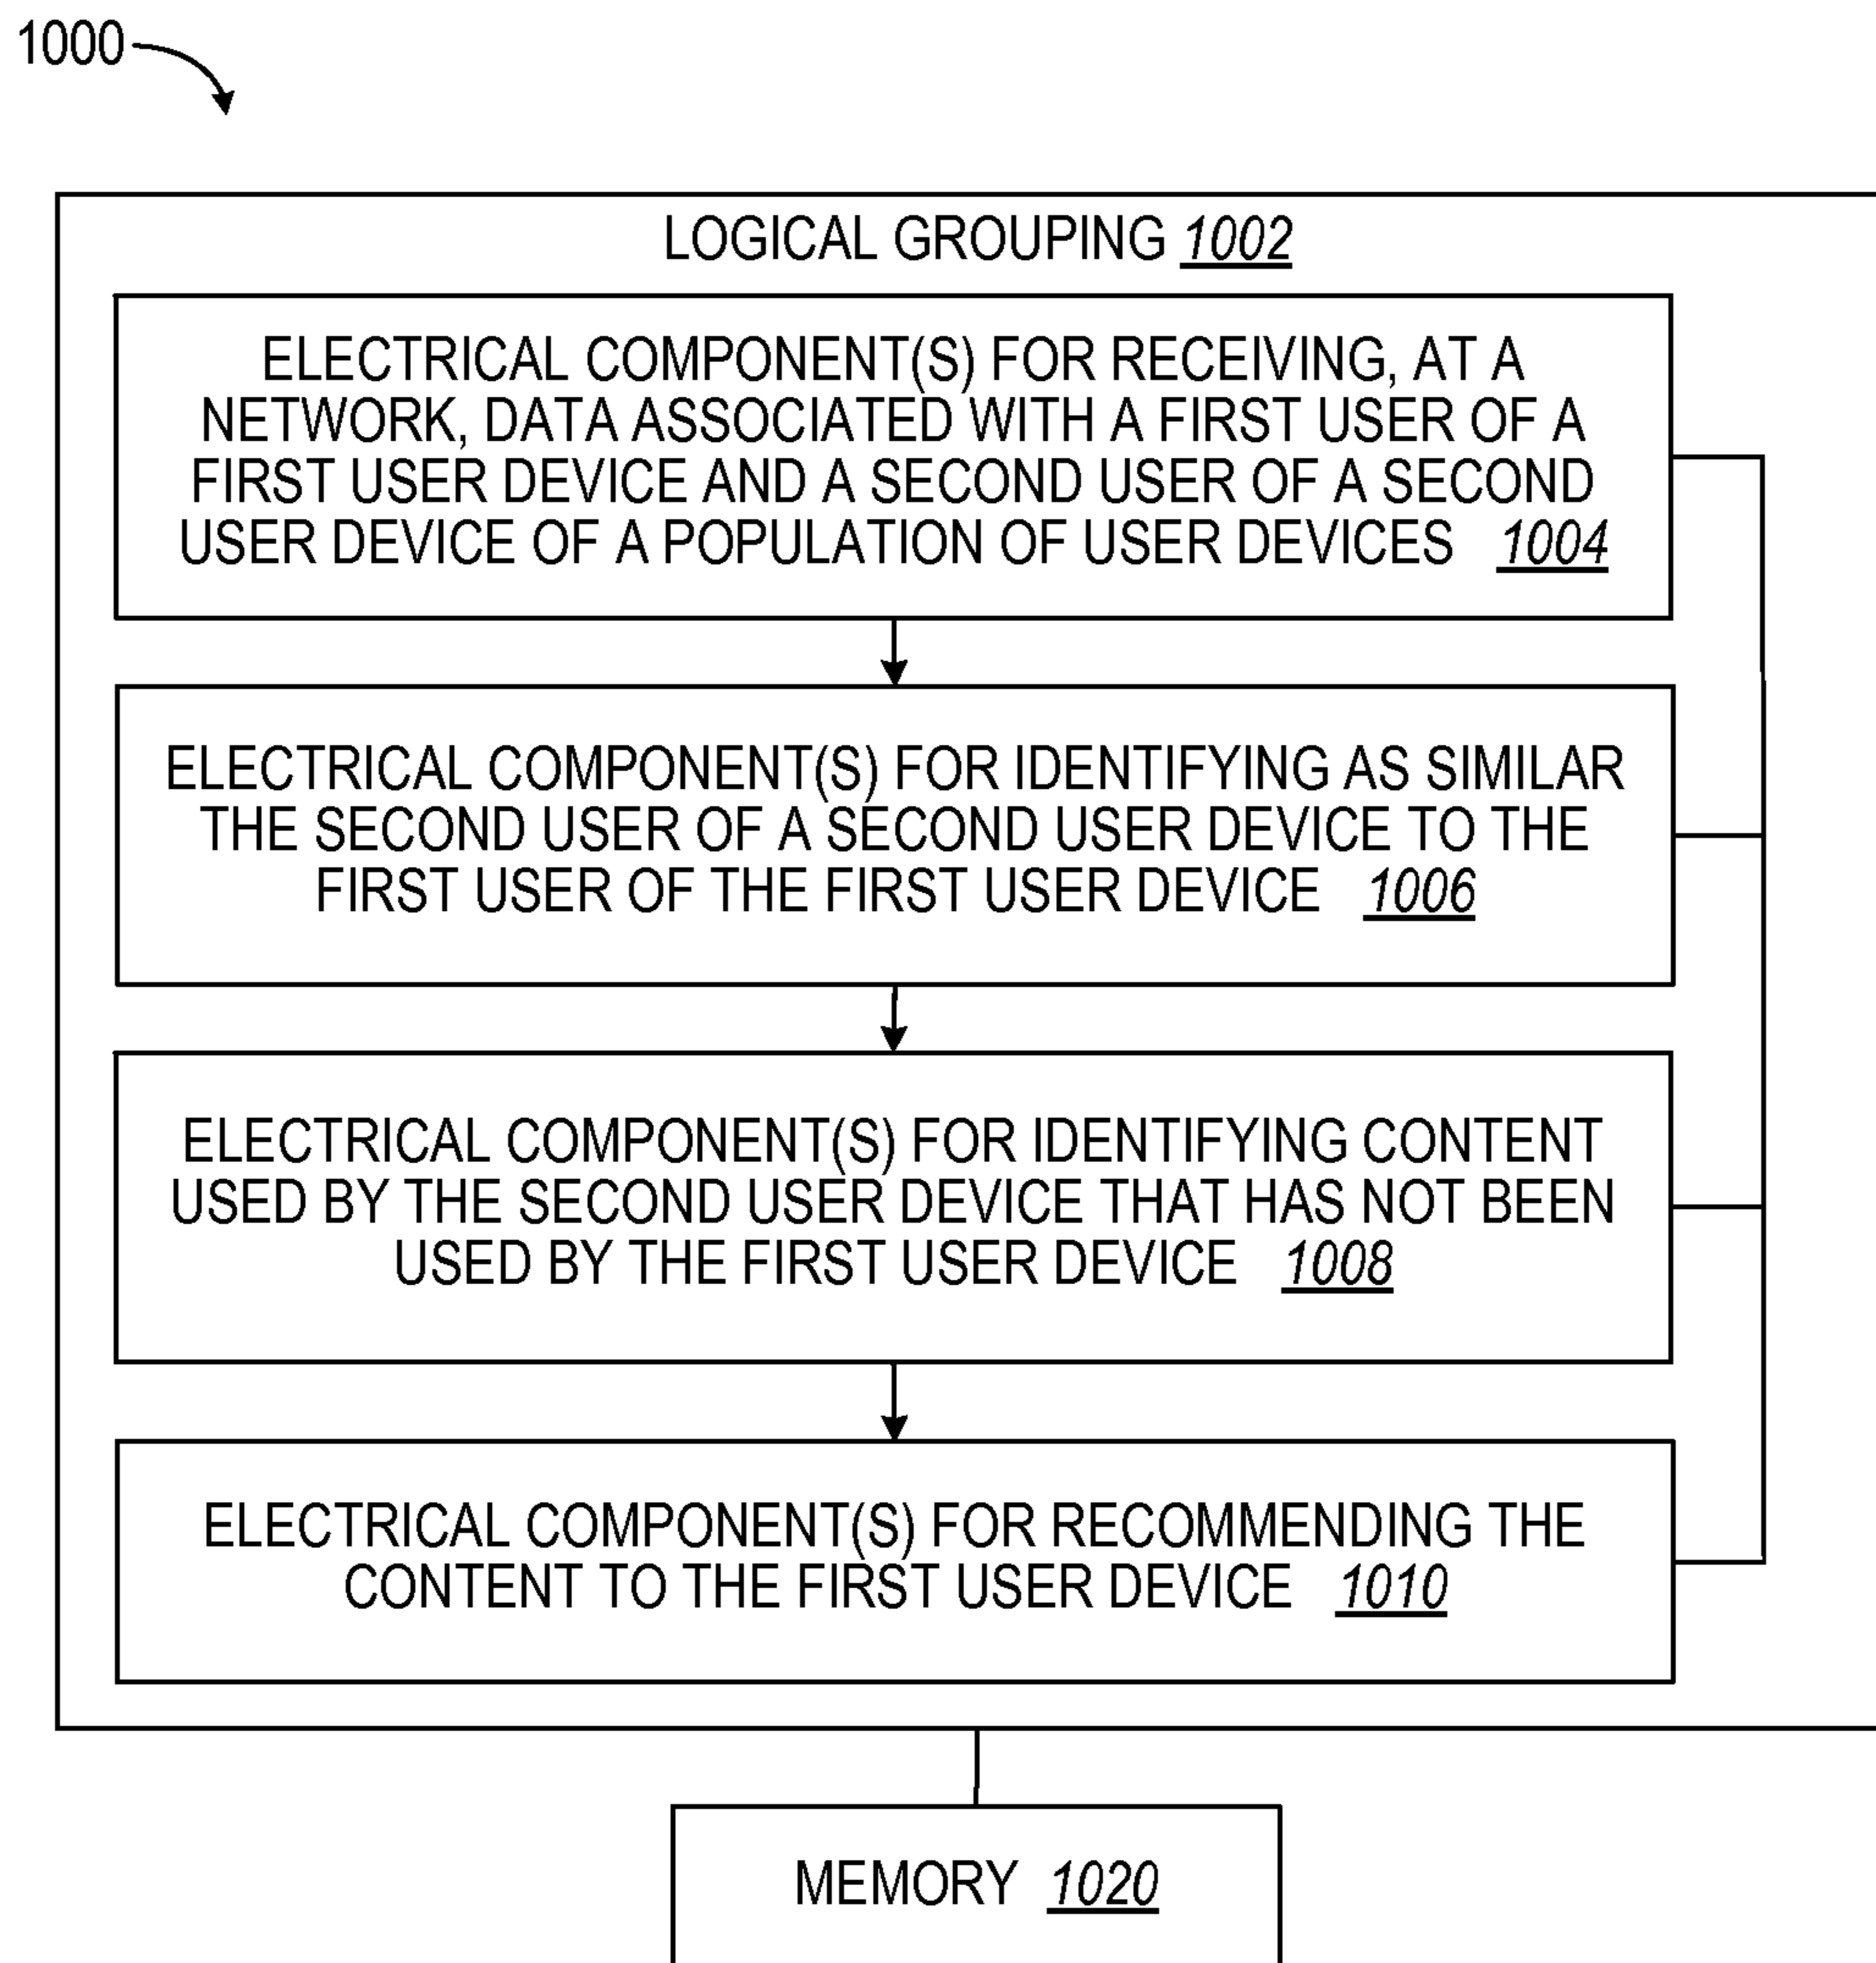 1000
LOGICAL GROUPING 1002
ELECTRICAL COMPONENT(S) FOR RECEIVING, AT A
NETWORK, DATA ASSOCIATED WITH A FIRST USER OF A
FIRST USER DEVICE AND A SECOND USER OF A SECOND
USER DEVICE OF A POPULATION OF USER DEVICES 1004
ELECTRICAL COMPONENT(S) FOR IDENTIFYING AS SIMILAR
THE SECOND USER OF A SECOND USER DEVICE TO THE
FIRST USER OF THE FIRST USER DEVICE 1006
ELECTRICAL COMPONENT(S) FOR IDENTIFYING CONTENT
USED BY THE SECOND USER DEVICE THAT HAS NOT BEEN
USED BY THE FIRST USER DEVICE 1008
ELECTRICAL COMPONENT(S) FOR RECOMMENDING THE
CONTENT TO THE FIRST USER DEVICE 1010
MEMORY 1020